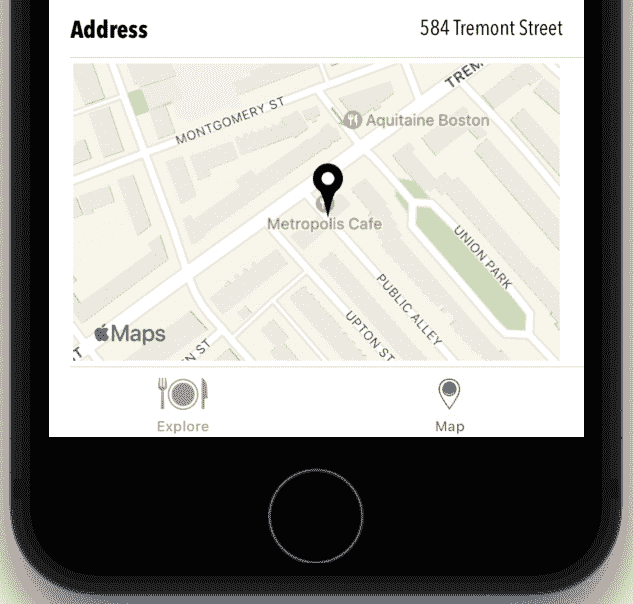 Address
584 Tremont Street
TREM
MONTGOMERY ST
Aquitaine Boston
Metropolis Cafe
UNION PARK
PUBLIC ALLEY
UPTON ST
Maps
N ST
T
Explore
Map